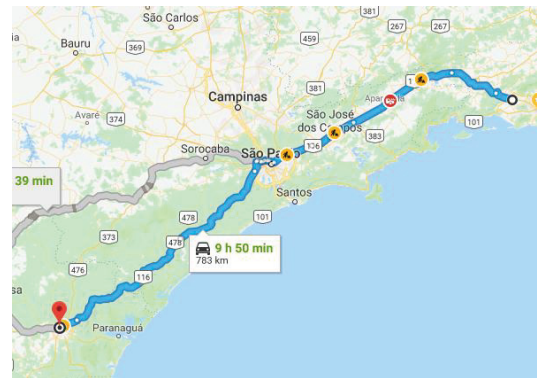 São Carlos
381
267
267
Bauru
369
459
Campinas
381
Avaré
374
São José
dos Campos
383
101
Sorocaba
São Paulo
116
39 min
Santos
478
101
373
478
9 h 50 min
783 km
476
116
Paranaguá